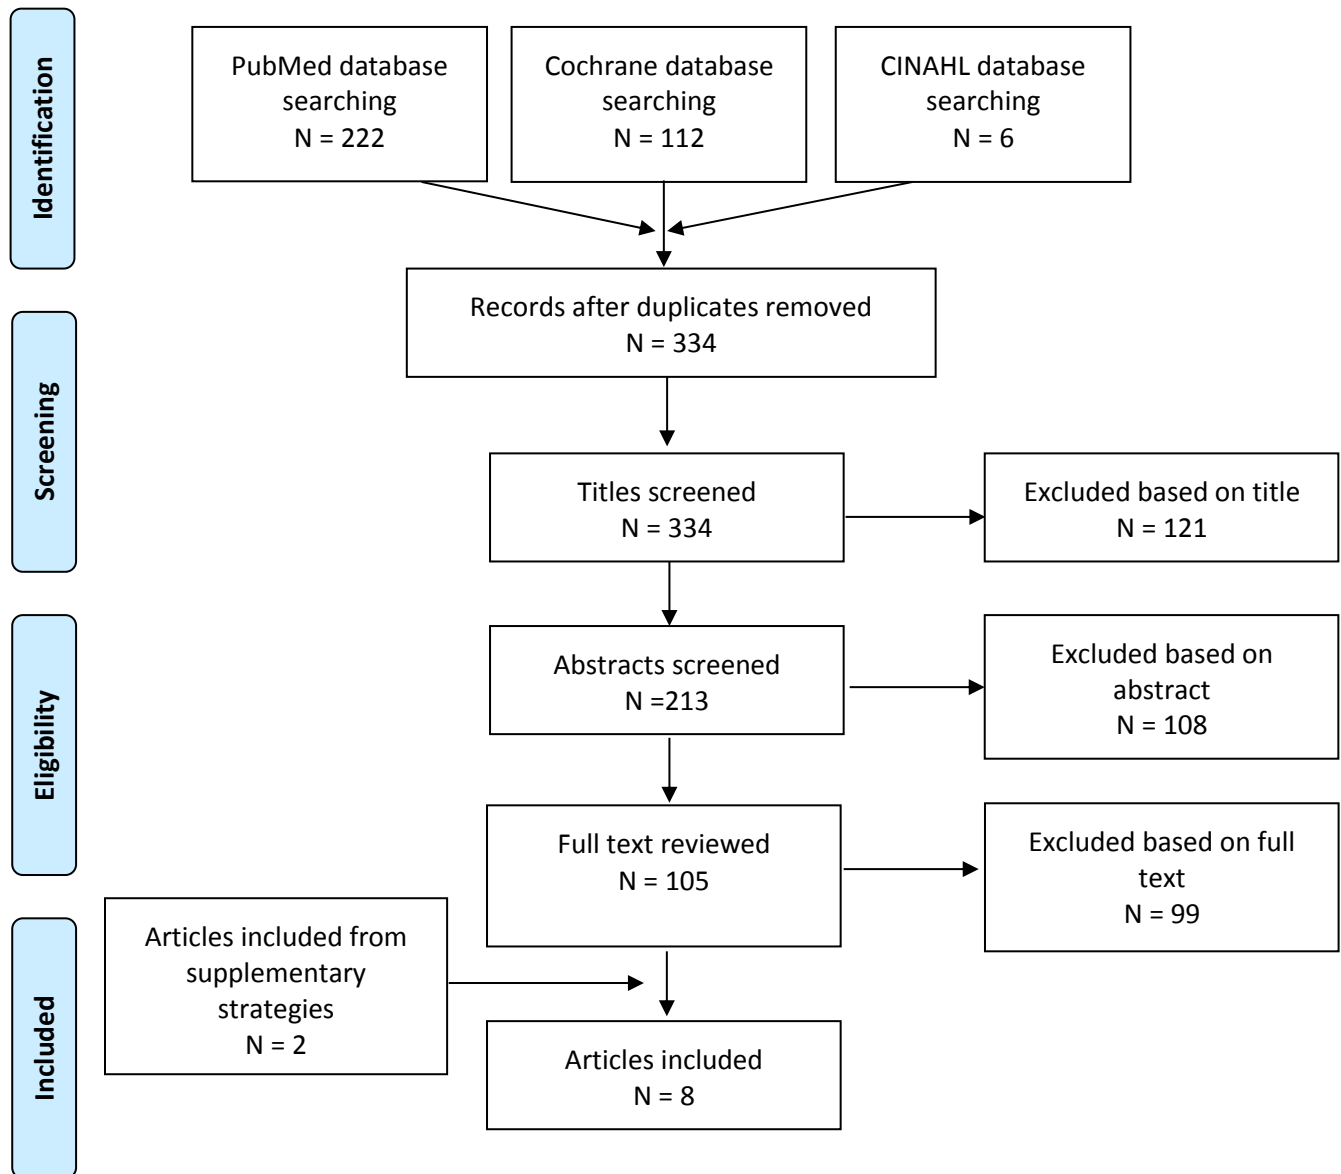 Identification
PubMed database
searching
N = 222
Cochrane database
searching
N = 112
CINAHL database
searching
N = 6
Records after duplicates removed
N = 334
Screening
Titles screened
N = 334
Excluded based on title
N = 121
Eligibility
Abstracts screened
N =213
Excluded based on
abstract
N = 108
Full text reviewed
N = 105
Excluded based on full
text
N = 99
Included
Articles included from
supplementary
strategies
N = 2
Articles included
N = 8